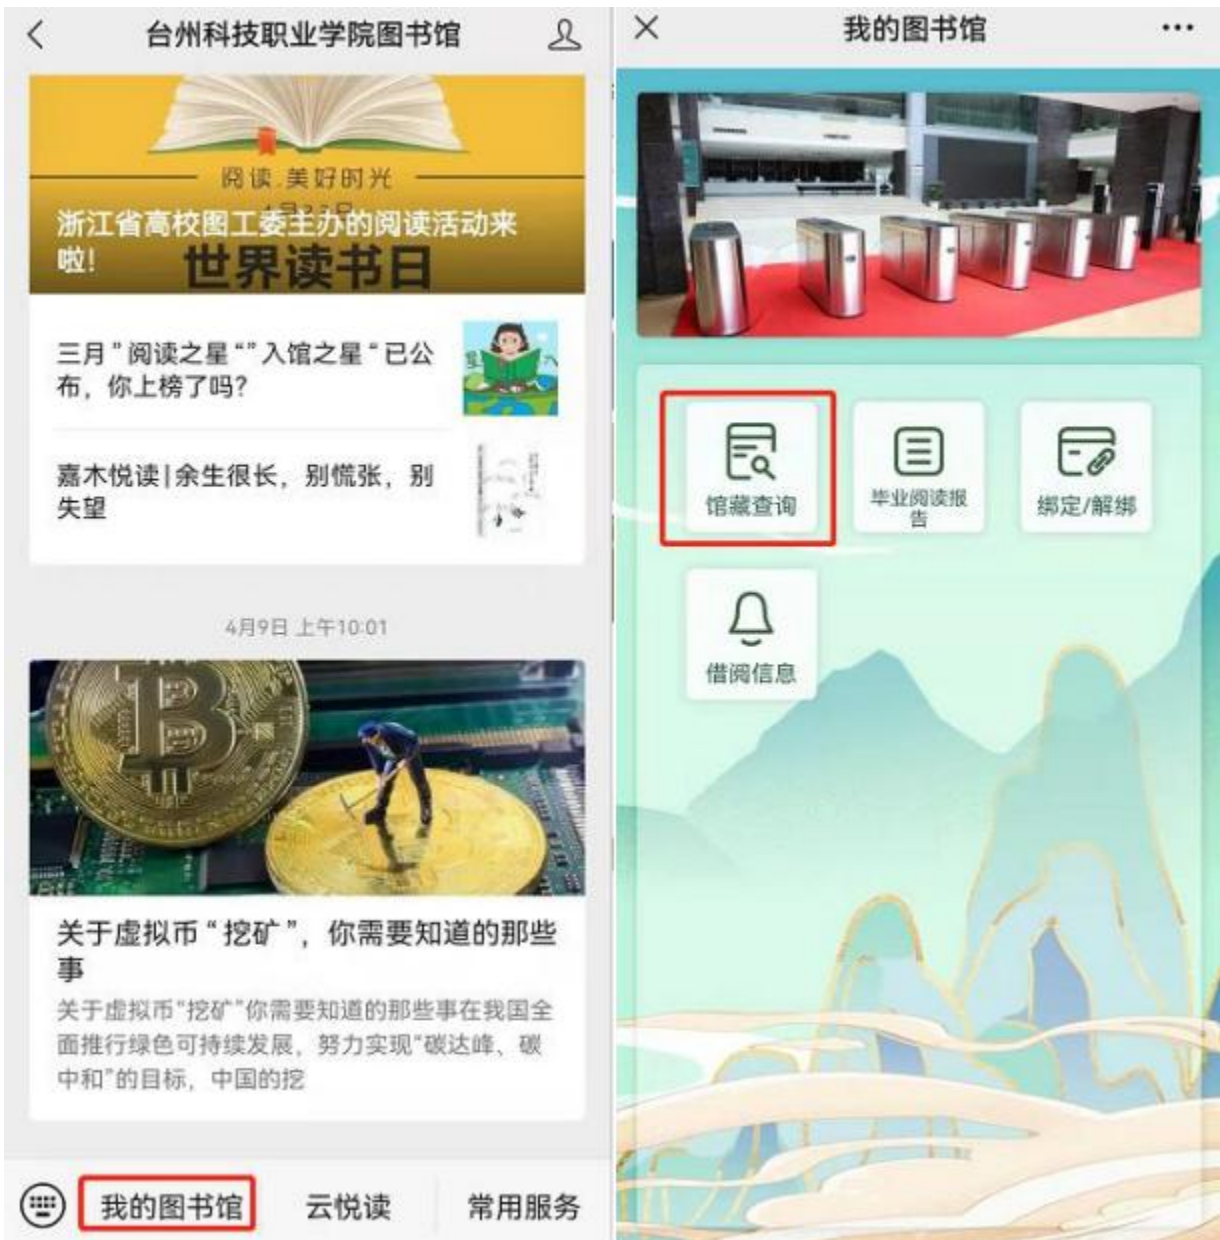 台州科技职业学院图书馆
阅读.美好时光
4月23日
浙江省高校图工委主办的阅读活动来
啦!
世界读书日
三月"阅读之星“”入馆之星“已公
布，你上榜了吗?
嘉木悦读|余生很长，别慌张，别
失望
4月9日 上午10:01
关于虚拟币“挖矿”，你需要知道的那些
事
关于虚拟币“挖矿”你需要知道的那些事在我国全
面推行绿色可持续发展，努力实现“碳达峰、碳
中和”的目标，中国的挖
我的图书馆
云悦读
常用服务
我的图书馆
馆藏查询
毕业阅读报
告
绑定/解绑
借阅信息